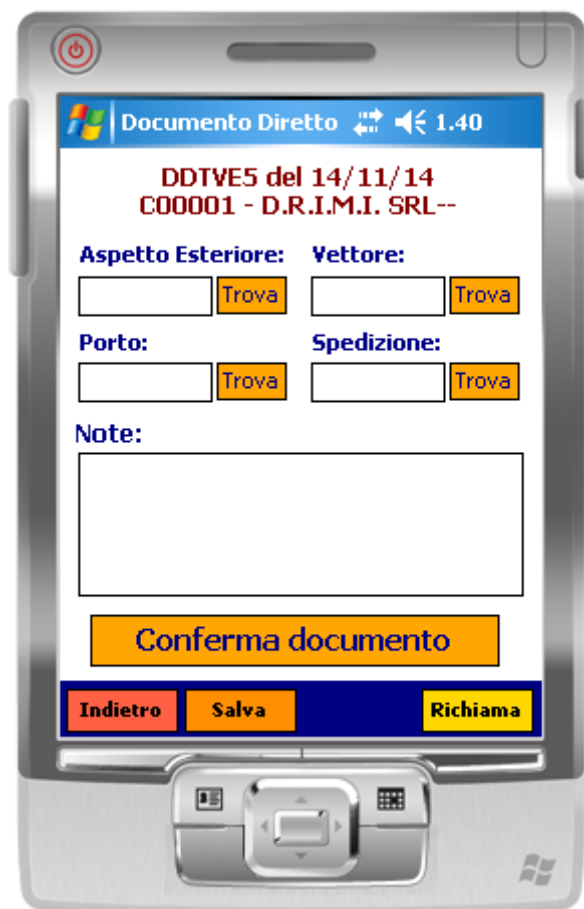 Documento Diretto 1.40
DDTVE5 del 14/11/14
C00001 - D.R.I.M.I. SRL--
Aspetto Esteriore: Vettore:
Trova Trova
Porto: Spedizione:
Trova Trova
Note:
Conferma documento
Indietro Salva Richiama